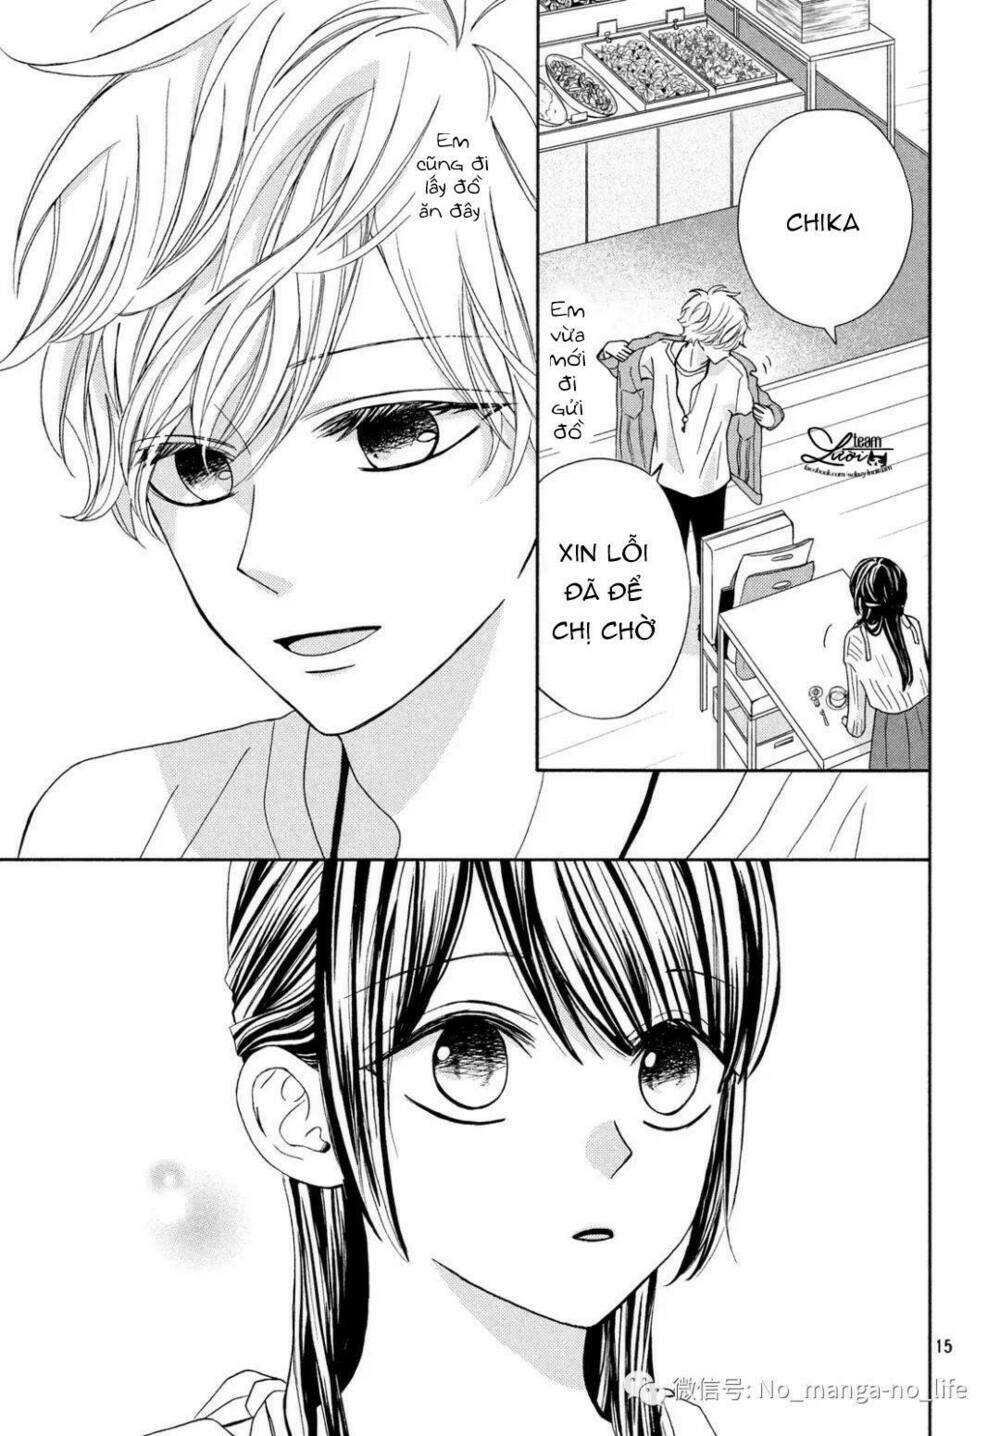 CHIKA
Em
vừa
mới
đi
gửi
đồ
XIN LỖI
ĐÃ ĐỂ
CHỊ CHỜ
Em
cũng đi
lấy đồ
ăn đây
team
Lười
15
微信号: No_manga-no_life